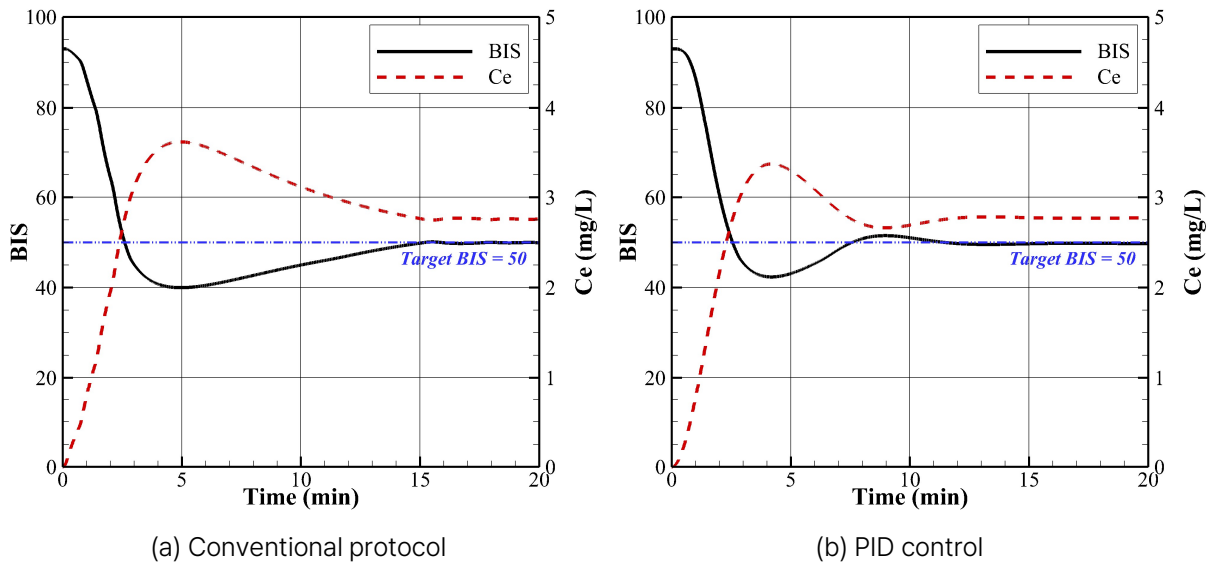 100
80
60
40
20
0
BIS
BIS
Ce
Target BIS = 50
5
4
3
2
1
0
Ce (mg/L)
0
5
10
15
20
Time (min)
(a) Conventional protocol
100
80
60
40
20
0
BIS
BIS
Ce
Target BIS = 50
5
4
3
2
1
0
Ce (mg/L)
0
5
10
15
20
Time (min)
(b) PID control